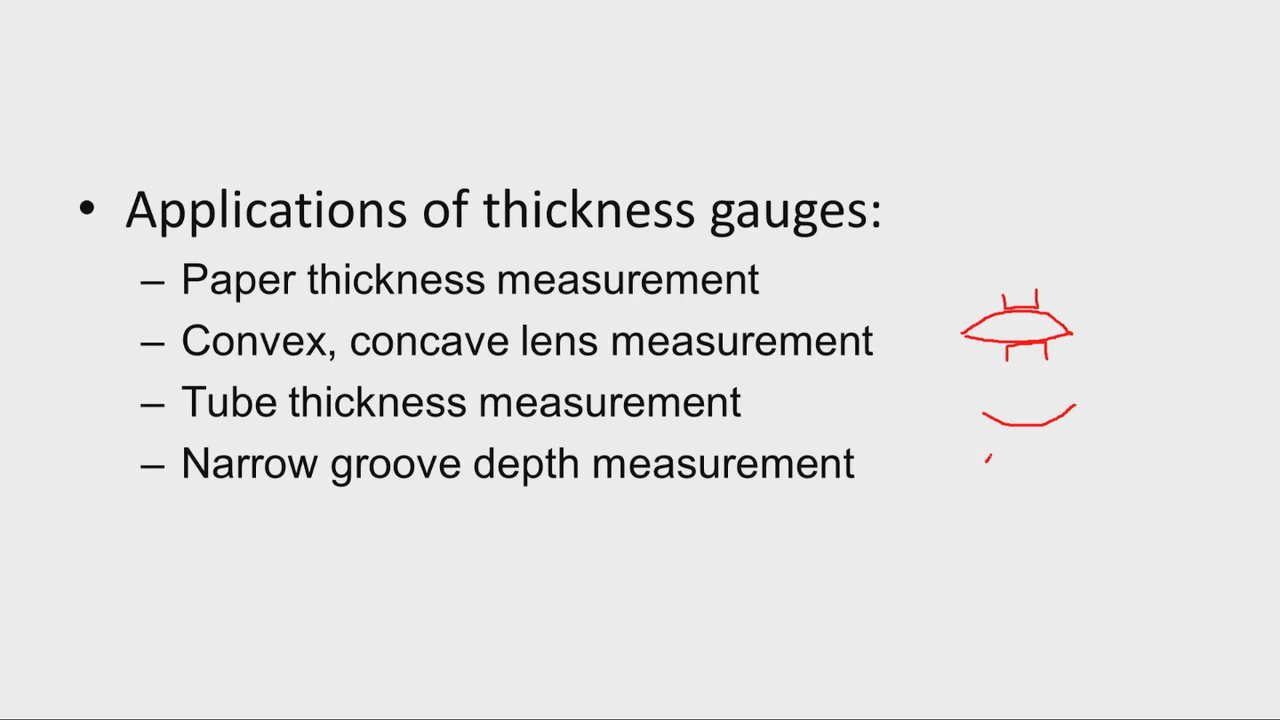 • Applications of thickness gauges:
– Paper thickness measurement
– Convex, concave lens measurement
– Tube thickness measurement
– Narrow groove depth measurement